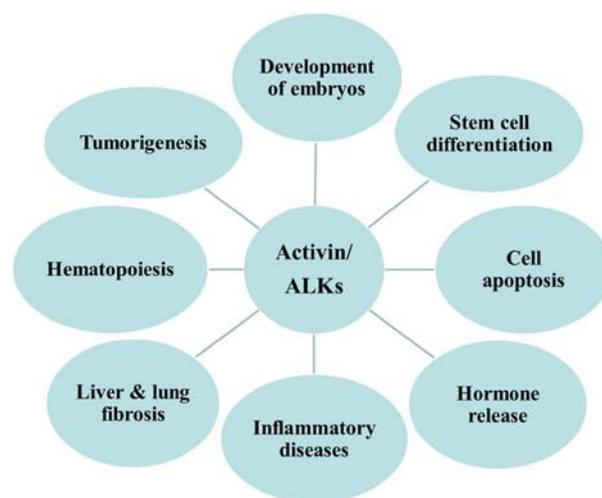 Development
of embryos
Stem cell
differentiation
Cell
apoptosis
Hormone
release
Inflammatory
diseases
Liver & lung
fibrosis
Hematopoiesis
Tumorigenesis
Activin/
ALKs